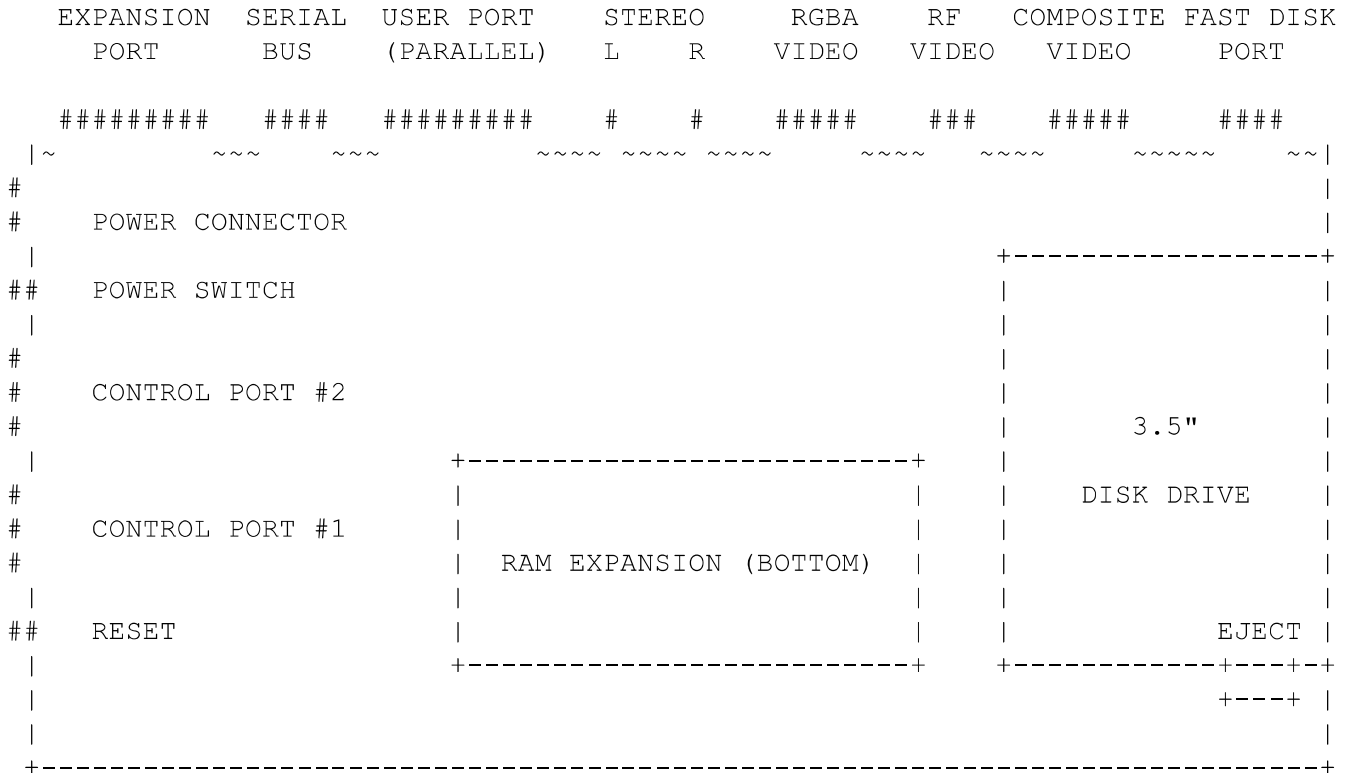 EXPANSION SERIAL USER PORT STEREO RGBA RF COMPOSITE FAST DISK
PORT BUS (PARALLEL) L R VIDEO VIDEO VIDEO PORT
POWER CONNECTOR
POWER SWITCH
CONTROL PORT #2
3.5"
DISK DRIVE
CONTROL PORT #1
RAM EXPANSION (BOTTOM)
RESET EJECT